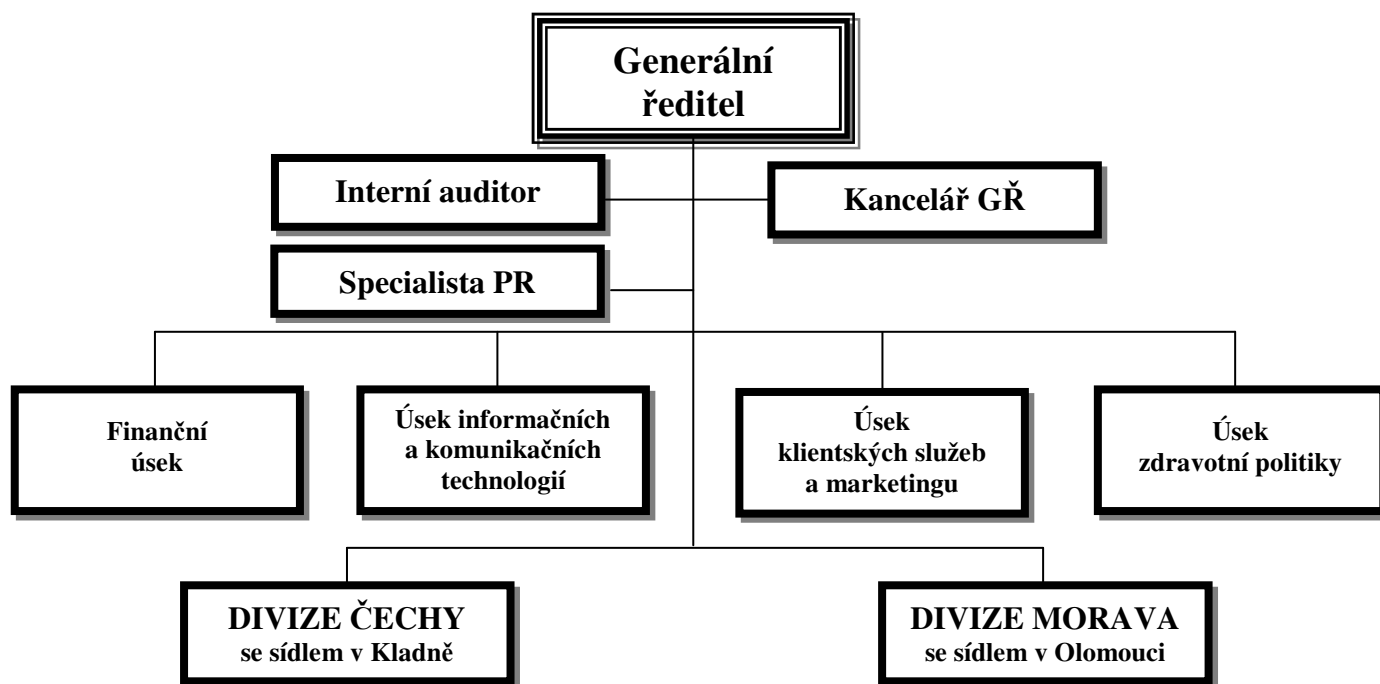 Generální
ředitel
Interní auditor
Kancelář GŘ
Specialista PR
Finanční
úsek
Úsek informačních
a komunikačních
technologií
Úsek
klientských služeb
a marketingu
Úsek
zdravotní politiky
DIVIZE ČECHY
se sídlem v Kladně
DIVIZE MORAVA
se sídlem v Olomouci